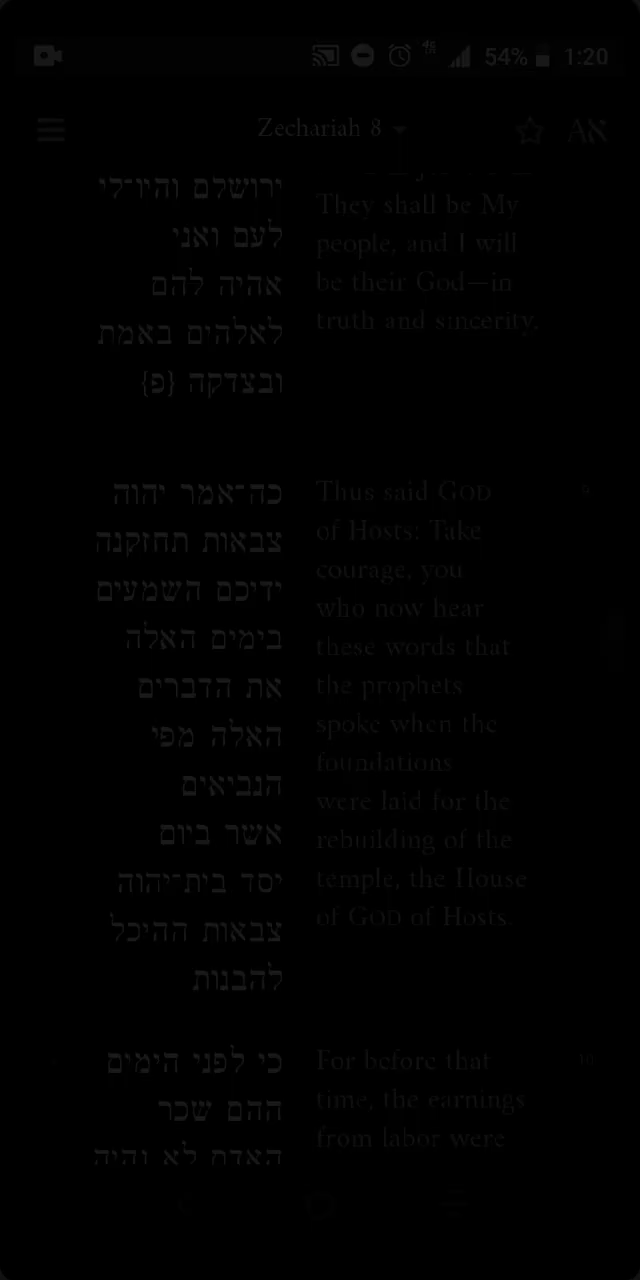 54% 1:20
Zechariah 8
אA
ירושלם והיו־לי
לעם ואני
אהיה להם
לאלהים באמת
ובצדקה {פ}
They shall be My
people, and I will
be their God—in
truth and sincerity.
כה־אמר יהוה
צבאות תחזקנה
ידיכם השמעים
בימים האלה
את הדברים
האלה מפי
הנביאים
אשר ביום
יסד בית־יהוה
צבאות ההיכל
להבנות
Thus said GOD
of Hosts: Take
courage, you
who now hear
these words that
the prophets
spoke when the
foundations
were laid for the
rebuilding of the
temple, the House
of GOD of Hosts.
9
כי לפני הימים
ההם שכר
האדם לא והיה
For before that
time, the earnings
from labor were
10